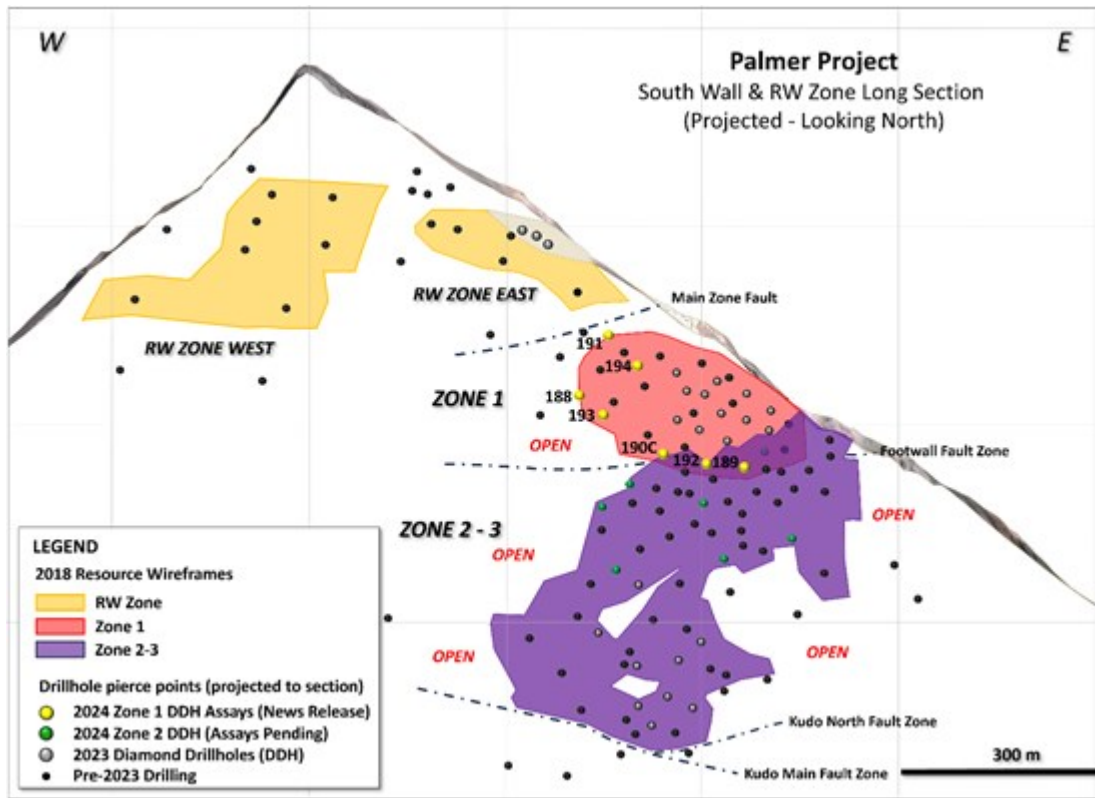 W
E
Palmer Project
South Wall & RW Zone Long Section
(Projected - Looking North)
RW ZONE EAST
Main Zone Fault
RW ZONE WEST
191
194
ZONE 1
188
193
OPEN
190C
192
189
Footwall Fault Zone
ZONE 2 - 3
OPEN
OPEN
LEGEND
2018 Resource Wireframes
RW Zone
Zone 1
Zone 2-3
Drillhole pierce points (projected to section)
2024 Zone 1 DDH Assays (News Release)
2024 Zone 2 DDH (Assays Pending)
2023 Diamond Drillholes (DDH)
Pre-2023 Drilling
OPEN
OPEN
Kudo North Fault Zone
Kudo Main Fault Zone
300 m